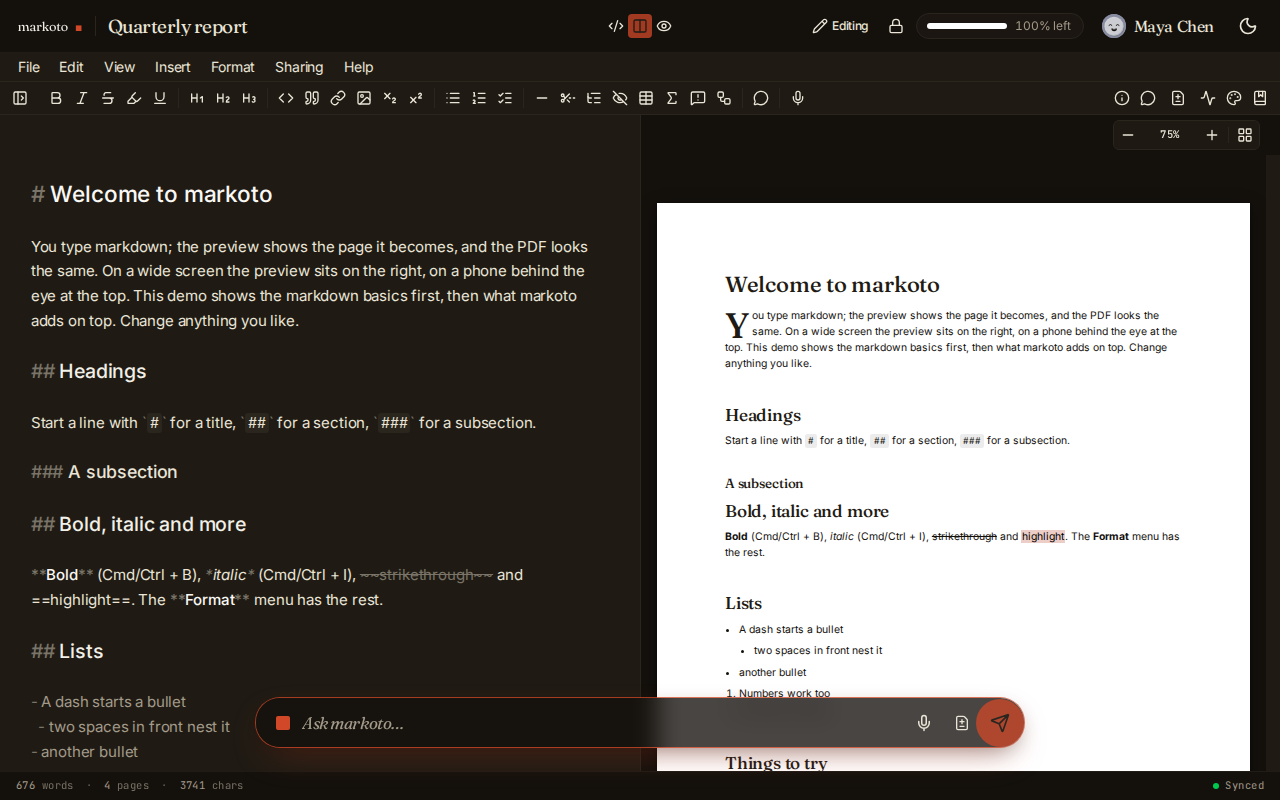 markoto
Quarterly report
Editing
100% left
Maya Chen
File Edit View Insert Format Sharing Help
B I S U H1 H2 H3 X2 x2 Σ
75%
# Welcome to markoto
You type markdown; the preview shows the page it becomes, and the PDF looks
the same. On a wide screen the preview sits on the right, on a phone behind the
eye at the top. This demo shows the markdown basics first, then what markoto
adds on top. Change anything you like.
## Headings
Start a line with `#` for a title, `##` for a section, `###` for a subsection.
### A subsection
## Bold, italic and more
**Bold** (Cmd/Ctrl + B), *italic* (Cmd/Ctrl + I), ~~strikethrough~~ and
==highlight==. The **Format** menu has the rest.
## Lists
- A dash starts a bullet
- two spaces in front nest it
- another bullet
Welcome to markoto
You type markdown; the preview shows the page it becomes, and the PDF looks the
same. On a wide screen the preview sits on the right, on a phone behind the eye at the
top. This demo shows the markdown basics first, then what markoto adds on top. Change
anything you like.
Headings
Start a line with # for a title, ## for a section, ### for a subsection.
A subsection
Bold, italic and more
Bold (Cmd/Ctrl + B), italic (Cmd/Ctrl + I), strikethrough and highlight. The Format menu has
the rest.
Lists
• A dash starts a bullet
• two spaces in front nest it
• another bullet
1. Numbers work too
Things to try
Ask markoto...
676 words · 4 pages · 3741 chars
Synced